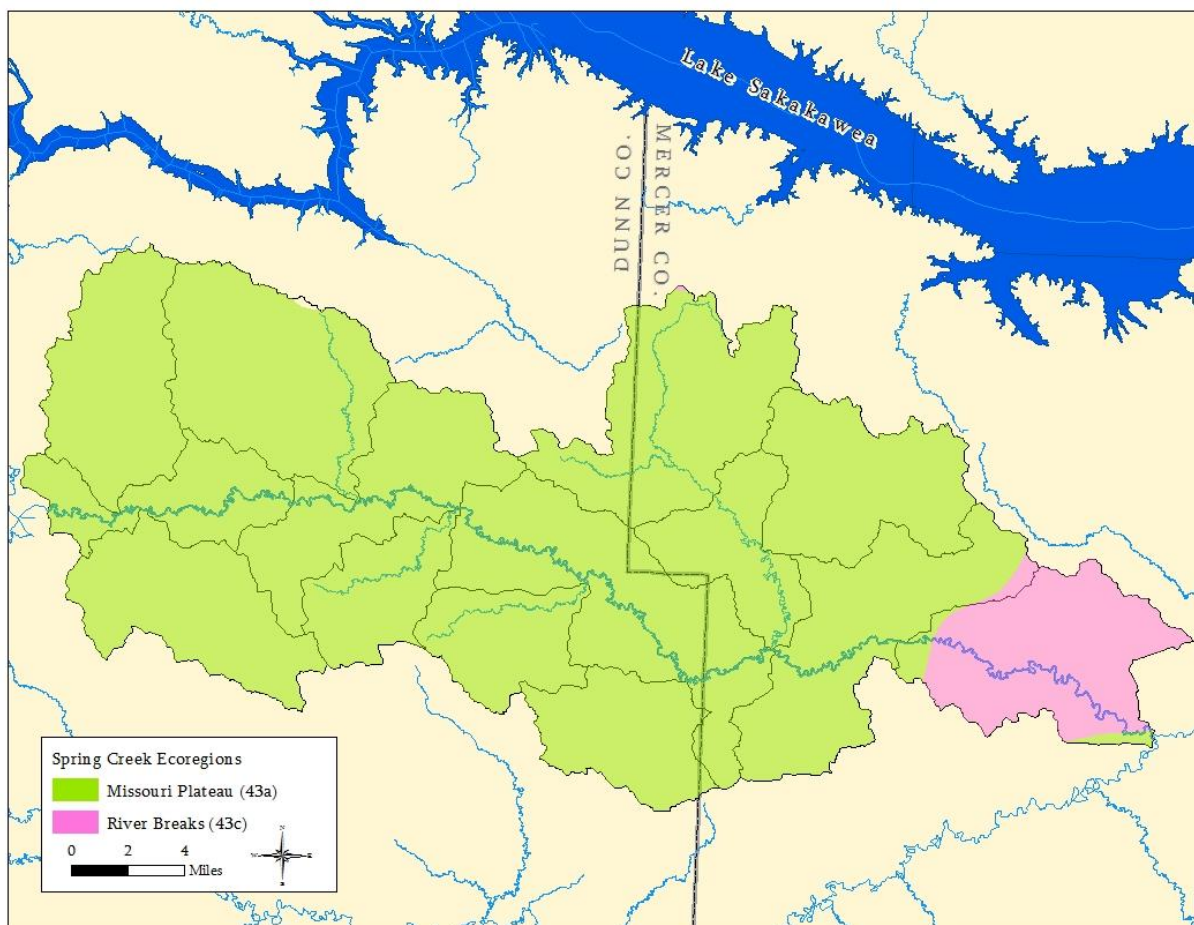 Lake Sakakawea
MERCER CO.
DUNN CO.
Spring Creek Ecoregions
Missouri Plateau (43a)
River Breaks (43c)
0 2 4
Miles
N
W E
S